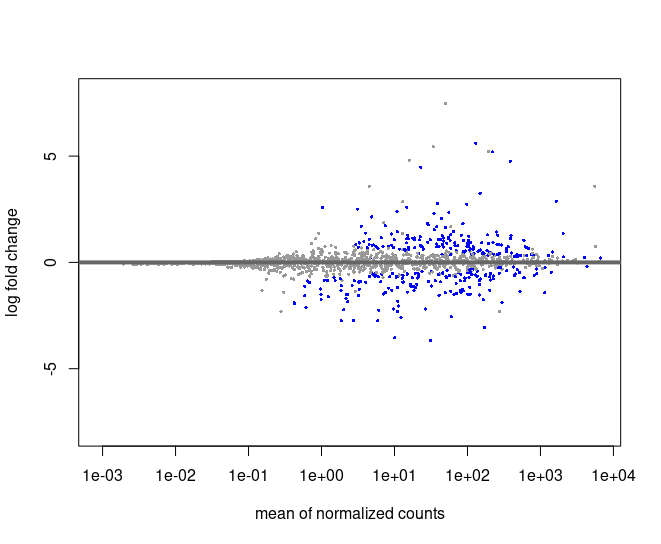 log fold change
5
0
-5
1e-03 1e-02 1e-01 1e+00 1e+01 1e+02 1e+03 1e+04
mean of normalized counts